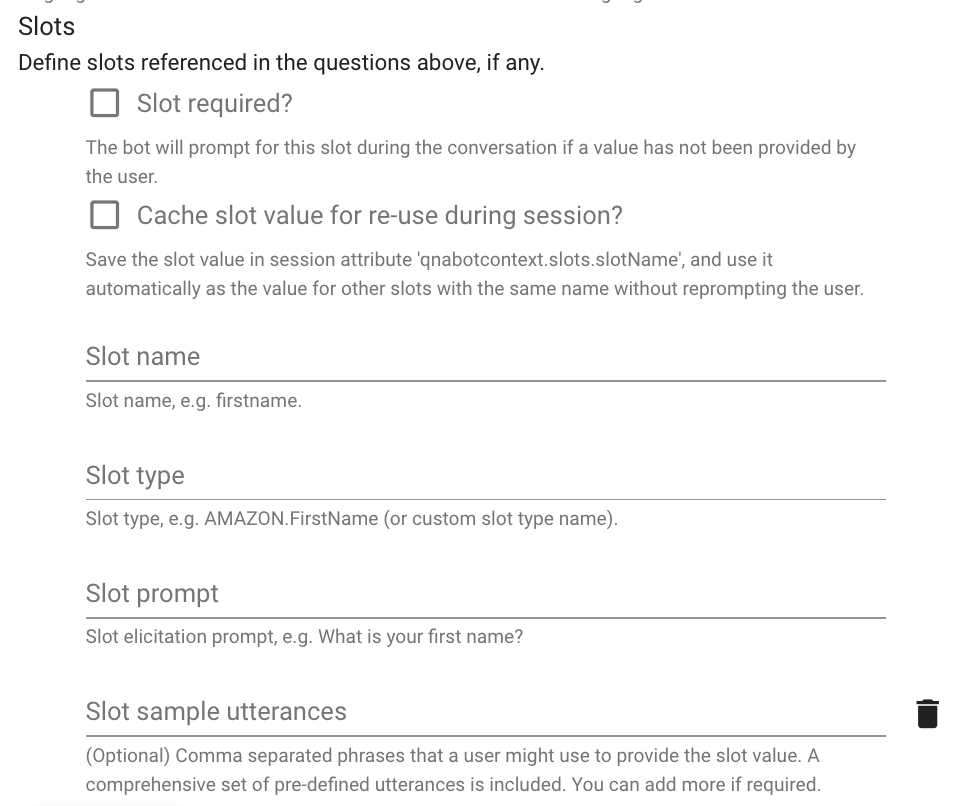 Slots
Define slots referenced in the questions above, if any.
Slot required?
The bot will prompt for this slot during the conversation if a value has not been provided by
the user.
Cache slot value for re-use during session?
Save the slot value in session attribute 'qnabotcontext.slots.slotName', and use it
automatically as the value for other slots with the same name without reprompting the user.
Slot name
Slot name, e.g. firstname.
Slot type
Slot type, e.g. AMAZON.FirstName (or custom slot type name).
Slot prompt
Slot elicitation prompt, e.g. What is your first name?
Slot sample utterances
(Optional) Comma separated phrases that a user might use to provide the slot value. A
comprehensive set of pre-defined utterances is included. You can add more if required.